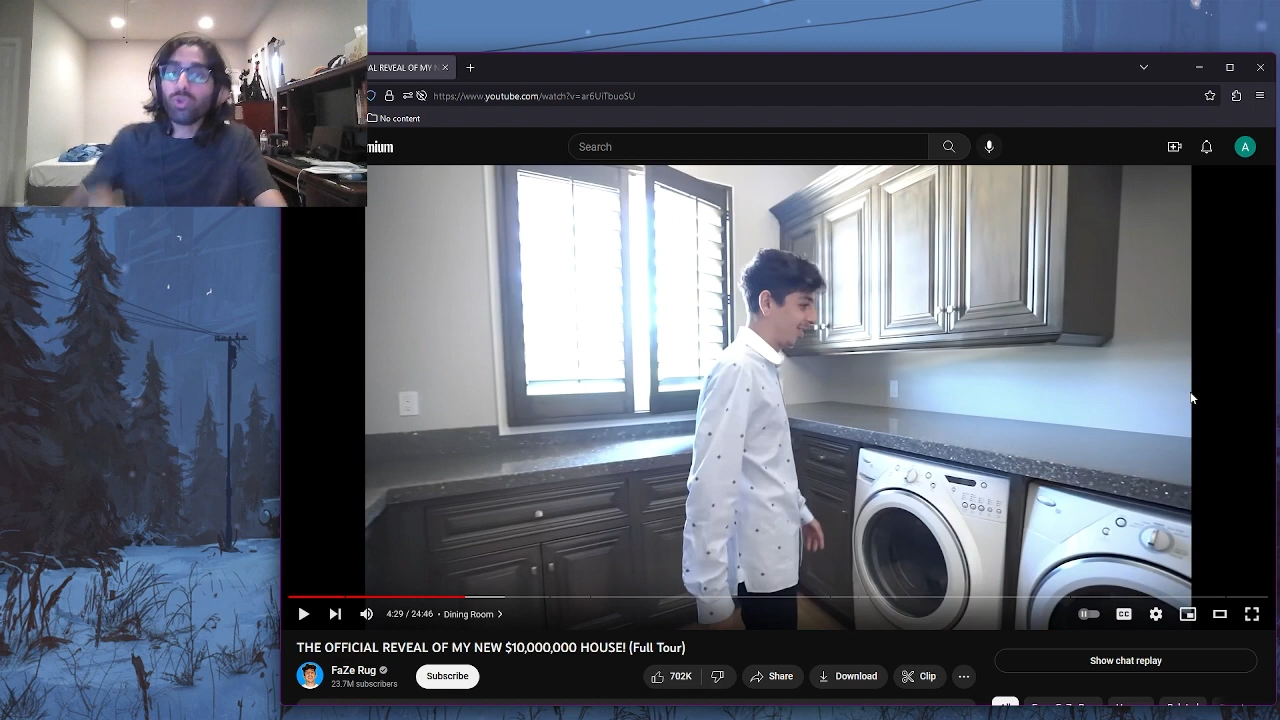 AL REVEAL OF MY N
https://www.youtube.com/watch?v=ar6UiTbuoSU
No content
mium
Search
A
4:29 / 24:46 • Dining Room
CC
THE OFFICIAL REVEAL OF MY NEW $10,000,000 HOUSE! (Full Tour)
FaZe Rug
23.7M subscribers
Subscribe
702K
Share
Download
Clip
Show chat replay
All